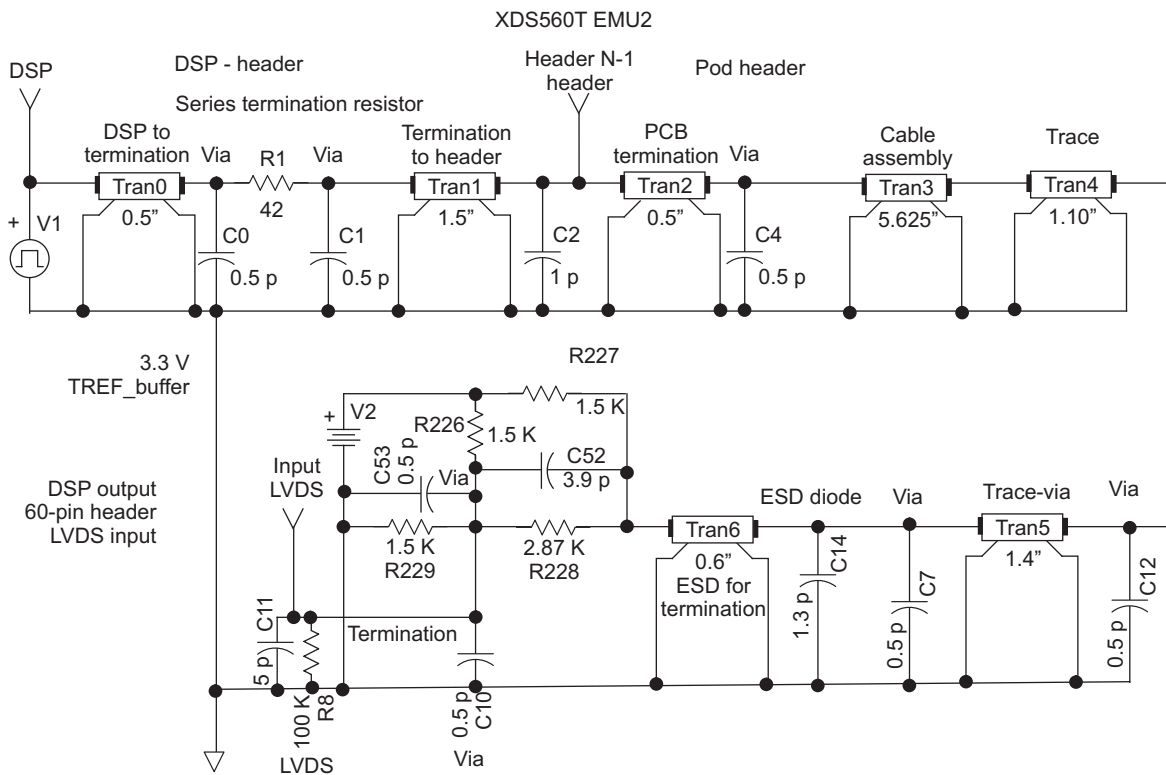 XDS560T EMU2
DSP
DSP - header
Header N-1
header
Pod header
Series termination resistor
DSP to
termination
Via
R1
Via
Termination
to header
PCB
termination
Via
Cable
assembly
Trace
Tran0
Tran1
Tran2
Tran3
Tran4
0.5”
42
1.5”
0.5”
5.625”
1.10”
+
V1
C0
0.5 p
C1
0.5 p
C2
1 p
C4
0.5 p
3.3 V
TREF_buffer
R227
1.5 K
+
V2
R226
1.5 K
C53
0.5 p
Via
C52
3.9 p
Input
LVDS
DSP output
60-pin header
LVDS input
ESD diode
Via
Trace-via
Via
1.5 K
R229
2.87 K
R228
Tran6
0.6”
ESD for
termination
C14
1.3 p
C7
0.5 p
Tran5
1.4”
C12
0.5 p
C11
5 p
Termination
100 K
R8
LVDS
0.5 p
C10
Via